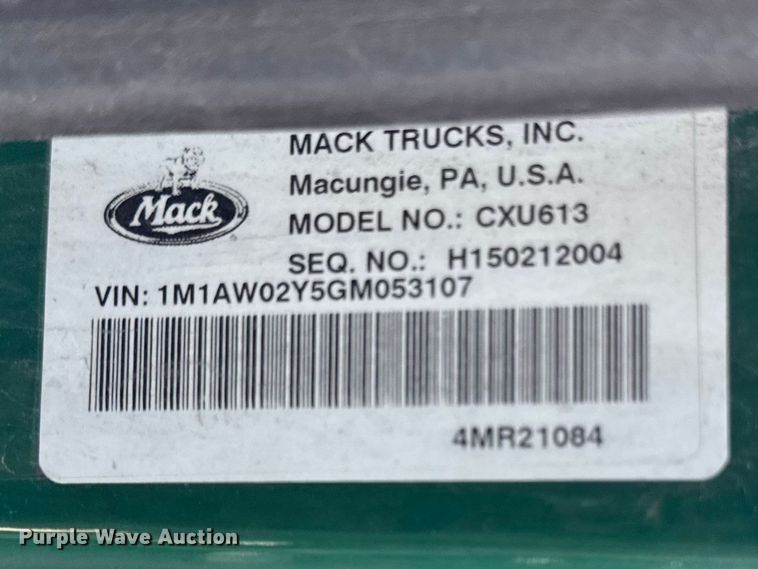 MACK TRUCKS, INC.
Macungie, PA, U.S.A.
Mack
MODEL NO.: CXU613
SEQ. NO.: H150212004
VIN: 1M1AW02Y5GM053107
4MR21084
Purple Wave Auction